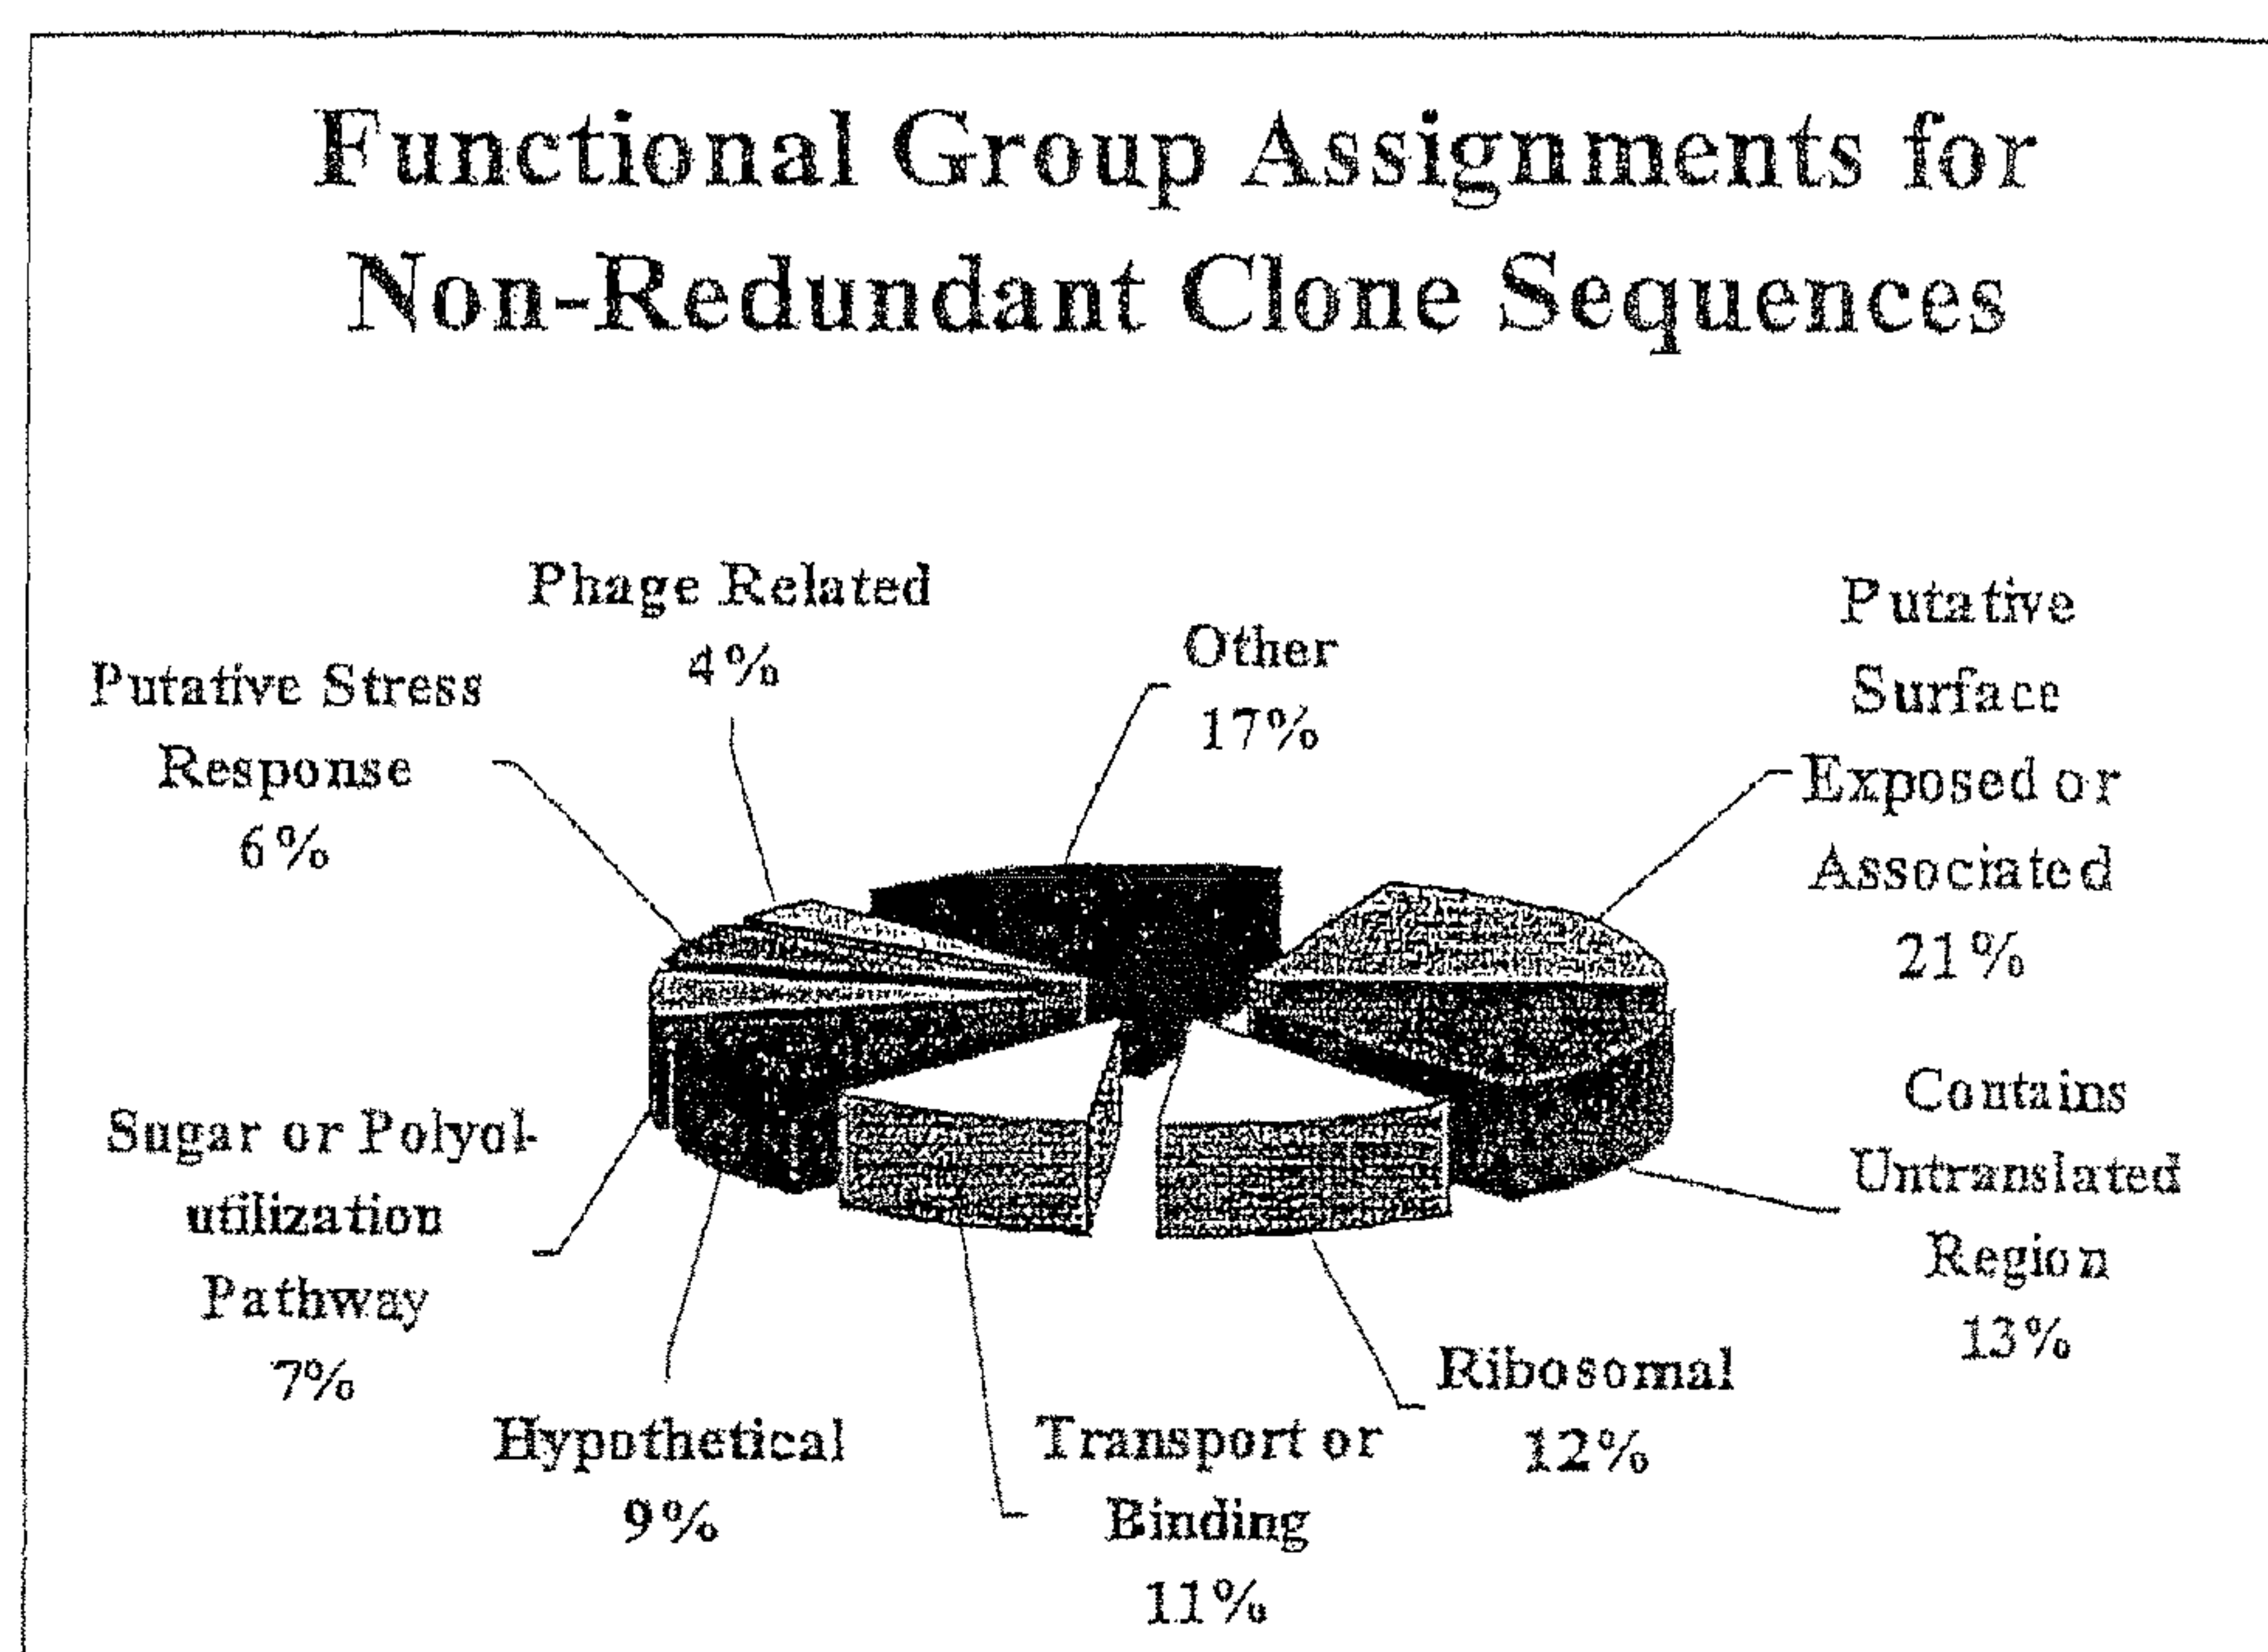 Functional Group Assignments for
Non-Redundant Clone Sequences
Phage Related
4%
Other
17%
Putative
Surface
Exposed or
Associated
21%
Putative Stress
Response
6%
Contains
Untranslated
Region
13%
Sugar or Polyol-
utilization
Pathway
7%
Ribosomal
12%
Transport or
Binding
11%
Hypothetical
9%